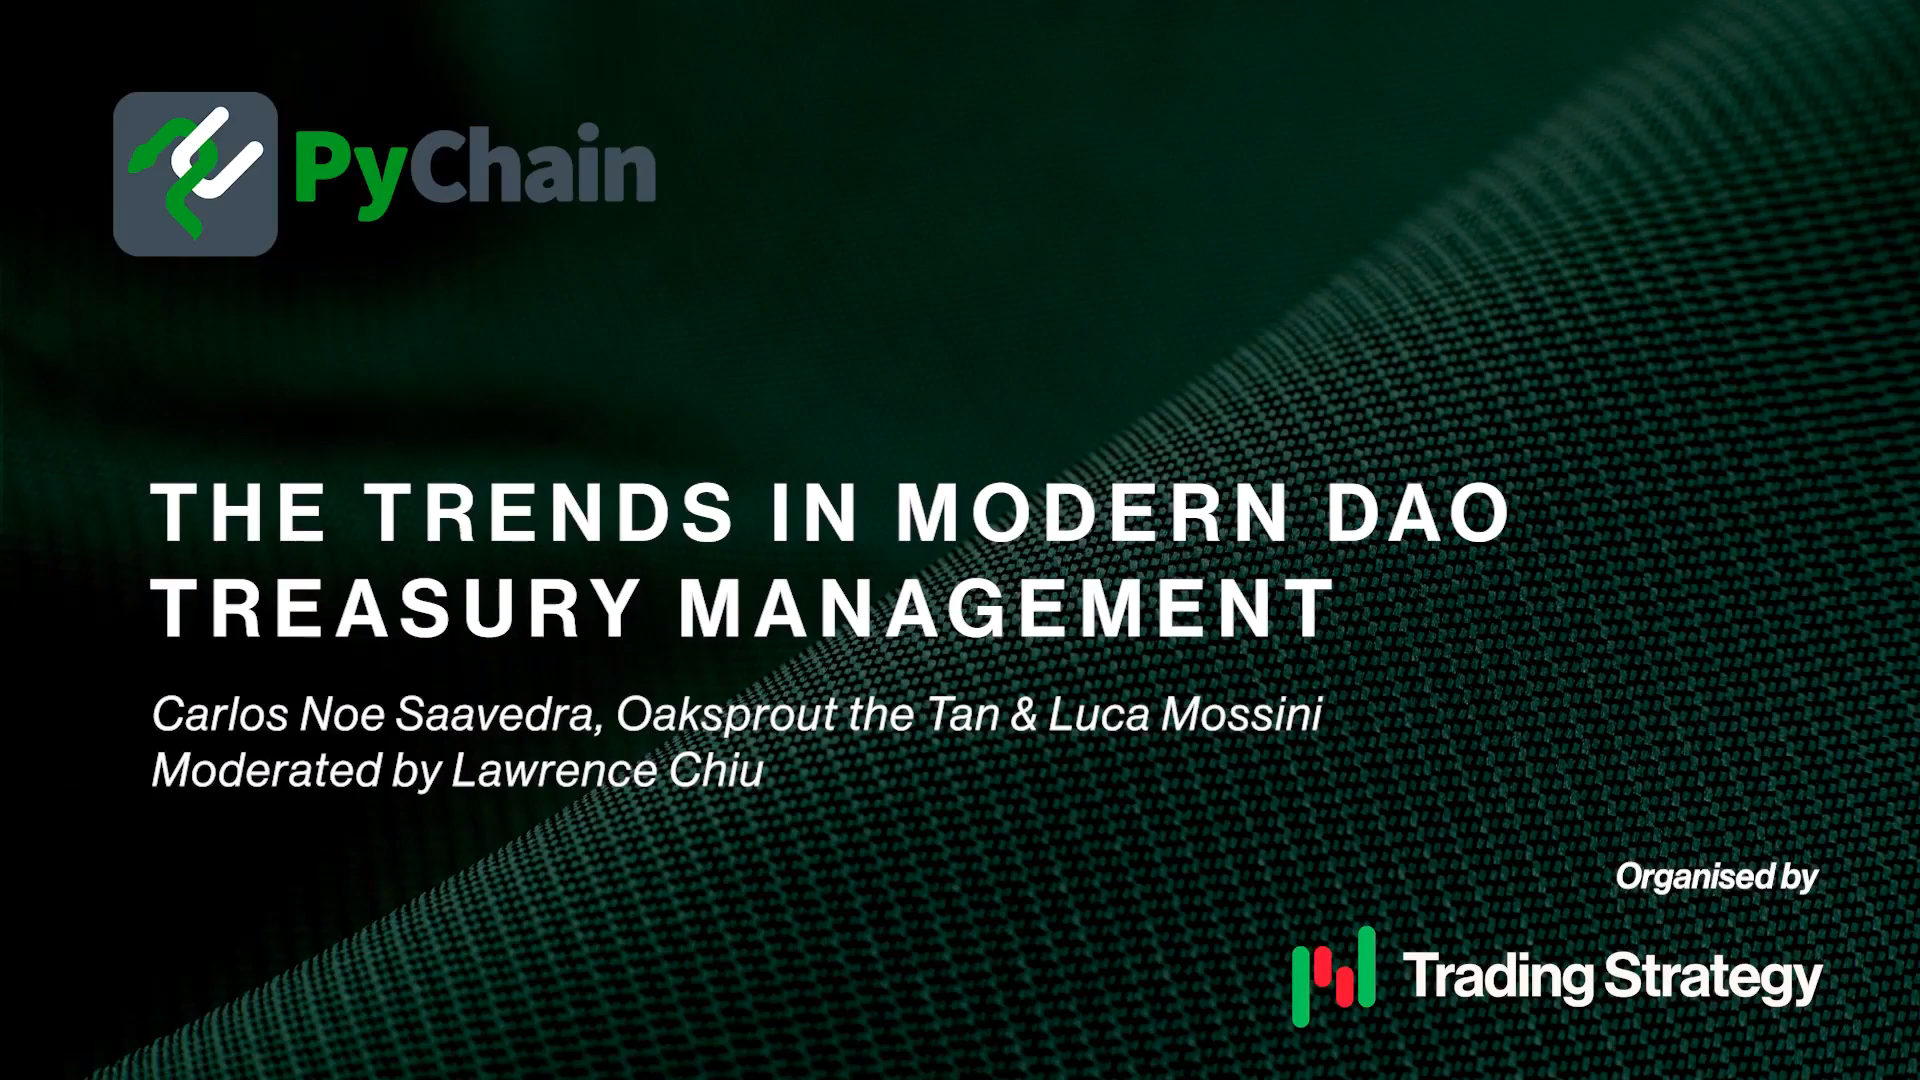 PyChain
THE TRENDS IN MODERN DAO
TREASURY MANAGEMENT
Carlos Noe Saavedra, Oaksprout the Tan & Luca Mossini
Moderated by Lawrence Chiu
Organised by
Trading Strategy